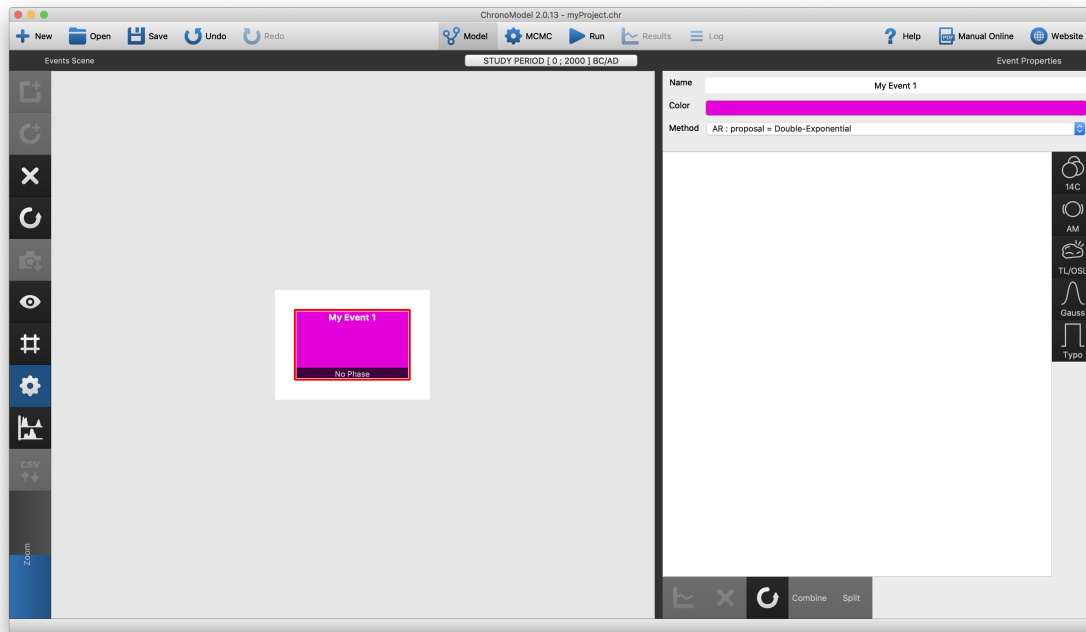 ChronoModel 2.0.13 - myProject.chr
New Open Save Undo Redo Model MCMC Run Results Log Help PDF Manual Online Website
Events Scene STUDY PERIOD [ 0 ; 2000 ] BC/AD Event Properties
Name My Event 1
Color
Method AR : proposal = Double-Exponential
14C
AM
TL/OSL
Gauss
Typo
My Event 1
No Phase
CSV
Zoom
Combine Split